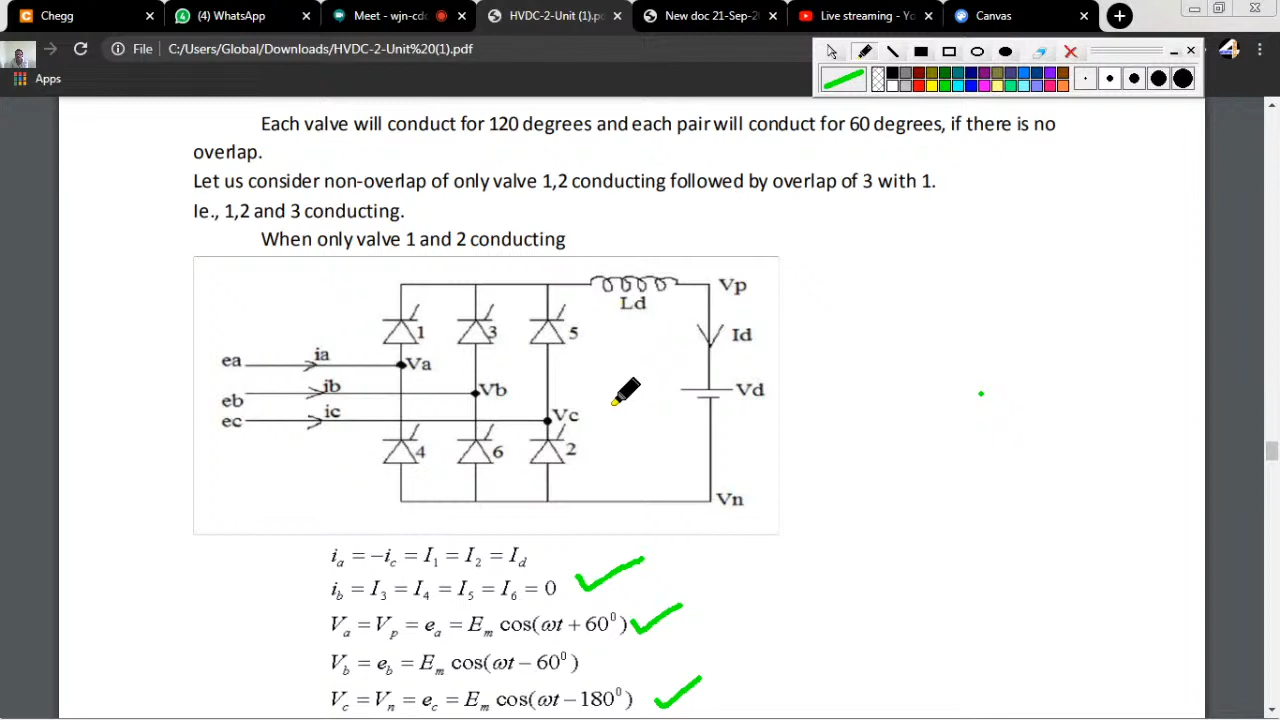 Chegg
(4) WhatsApp
Meet - wjn-cdc
HVDC-2-Unit (1).pd
New doc 21-Sep-2
Live streaming - Yo
Canvas
File
C:/Users/Global/Downloads/HVDC-2-Unit%20(1).pdf
Apps
Each valve will conduct for 120 degrees and each pair will conduct for 60 degrees, if there is no
overlap.
Let us consider non-overlap of only valve 1,2 conducting followed by overlap of 3 with 1.
Ie., 1,2 and 3 conducting.
When only valve 1 and 2 conducting
Ld
Vp
1
3
5
Id
ea
ia
Va
eb
ib
Vb
Vd
ec
ic
Vc
4
6
2
Vn
i_a = −i_c = I_1 = I_2 = I_d
i_b = I_3 = I_4 = I_5 = I_6 = 0
V_a = V_p = e_a = E_m cos(ωt + 60⁰)
V_b = e_b = E_m cos(ωt − 60⁰)
V_c = V_n = e_c = E_m cos(ωt − 180⁰)